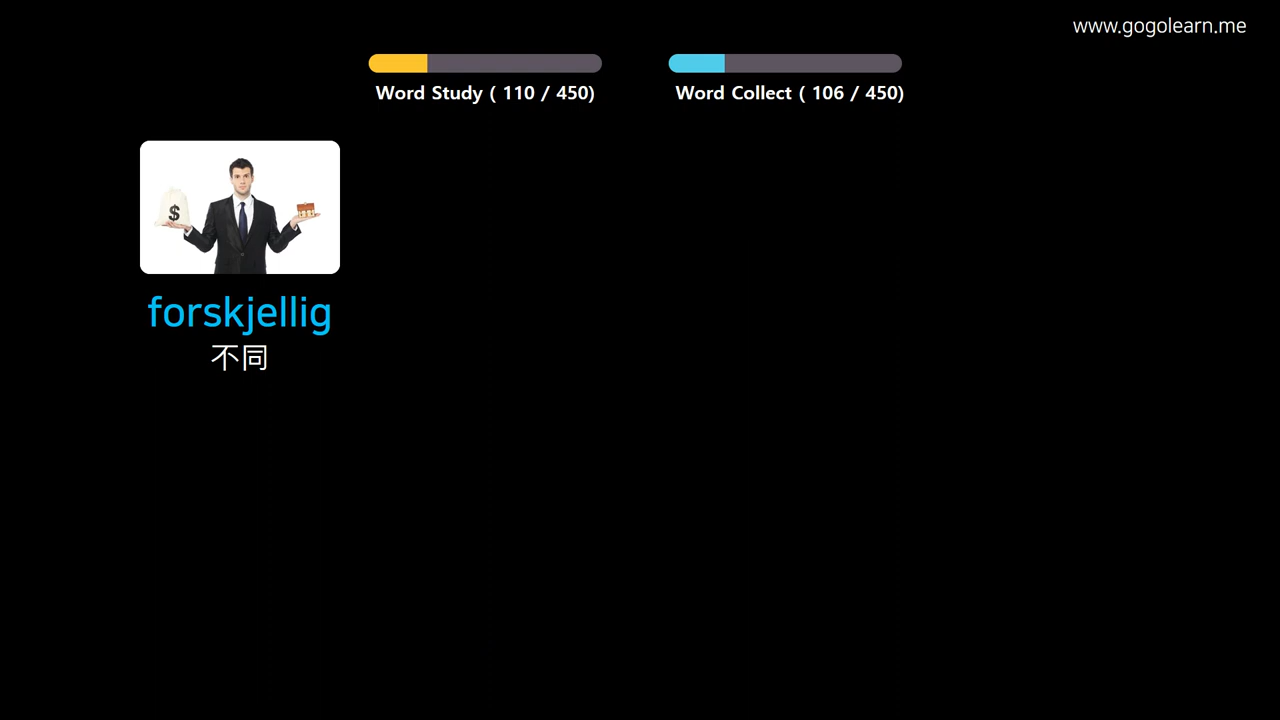 www.gogolearn.me
Word Study ( 110 / 450)
Word Collect ( 106 / 450)
$
forskjellig
不同